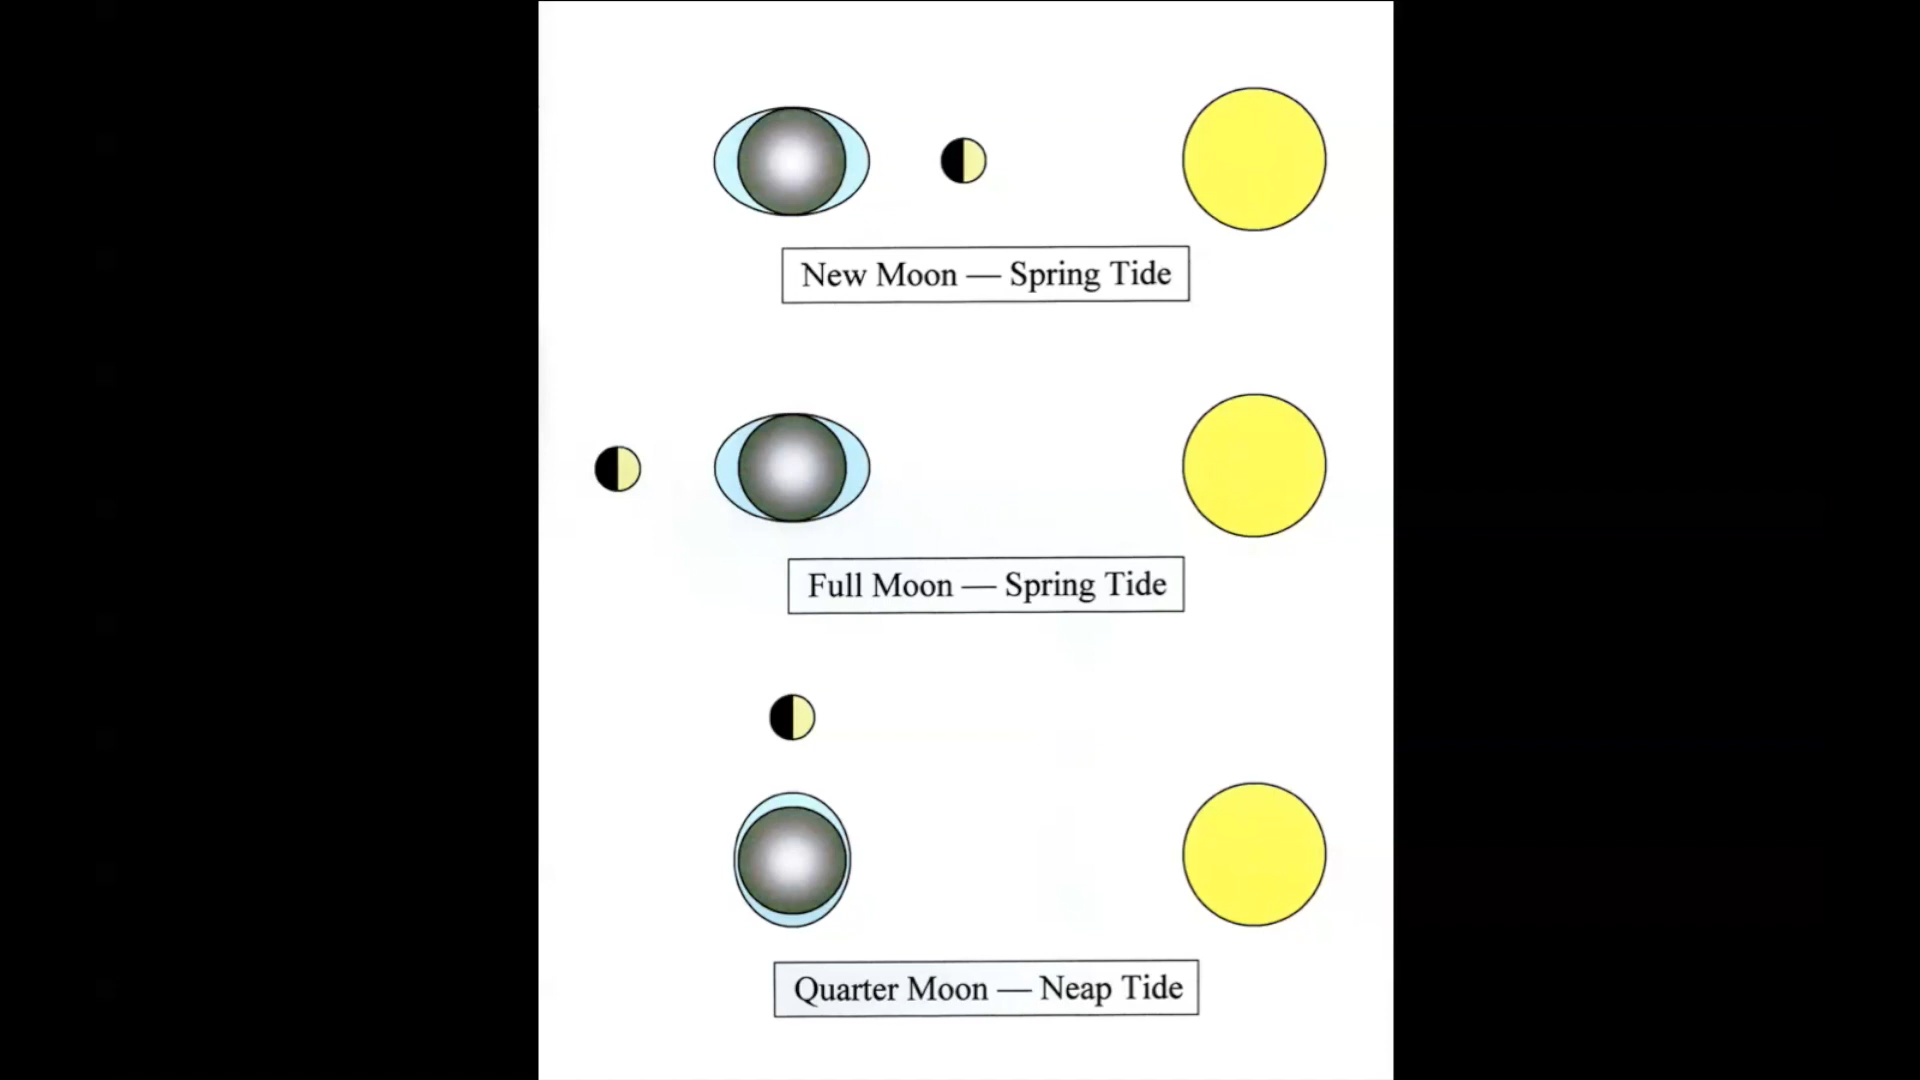 New Moon — Spring Tide
Full Moon — Spring Tide
Quarter Moon — Neap Tide